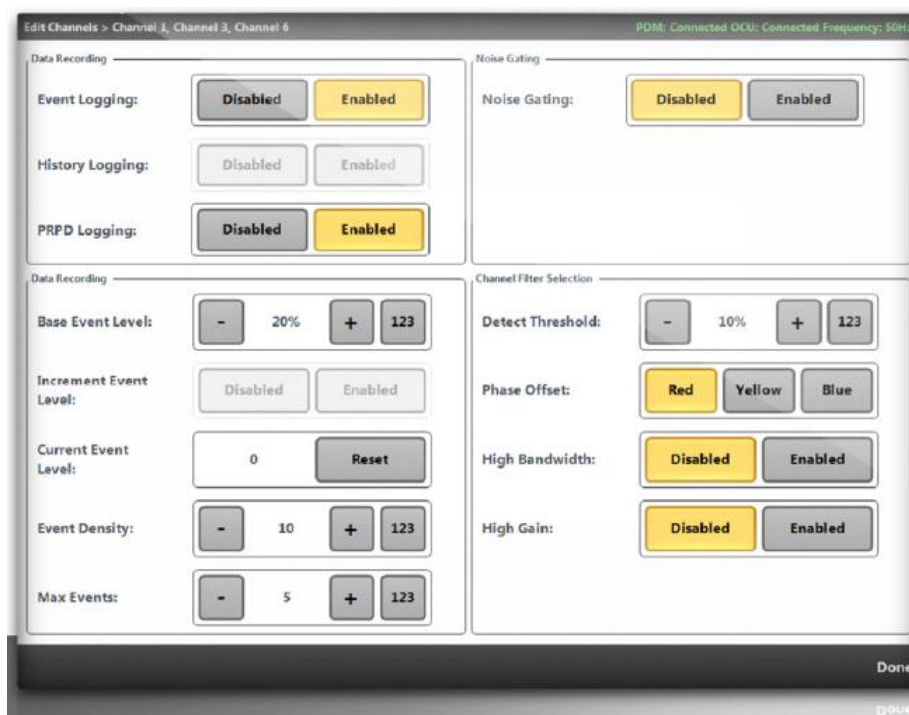 Edit Channels > Channel 1, Channel 3, Channel 6
PDM: Connected OCU: Connected Frequency: 50Hz
Data Recording
Event Logging: Disabled Enabled
History Logging: Disabled Enabled
PRPD Logging: Disabled Enabled
Noise Gating
Noise Gating: Disabled Enabled
Data Recording
Base Event Level: - 20% + 123
Increment Event
Level: Disabled Enabled
Current Event
Level: 0 Reset
Event Density: - 10 + 123
Max Events: - 5 + 123
Channel Filter Selection
Detect Threshold: - 10% + 123
Phase Offset: Red Yellow Blue
High Bandwidth: Disabled Enabled
High Gain: Disabled Enabled
Done